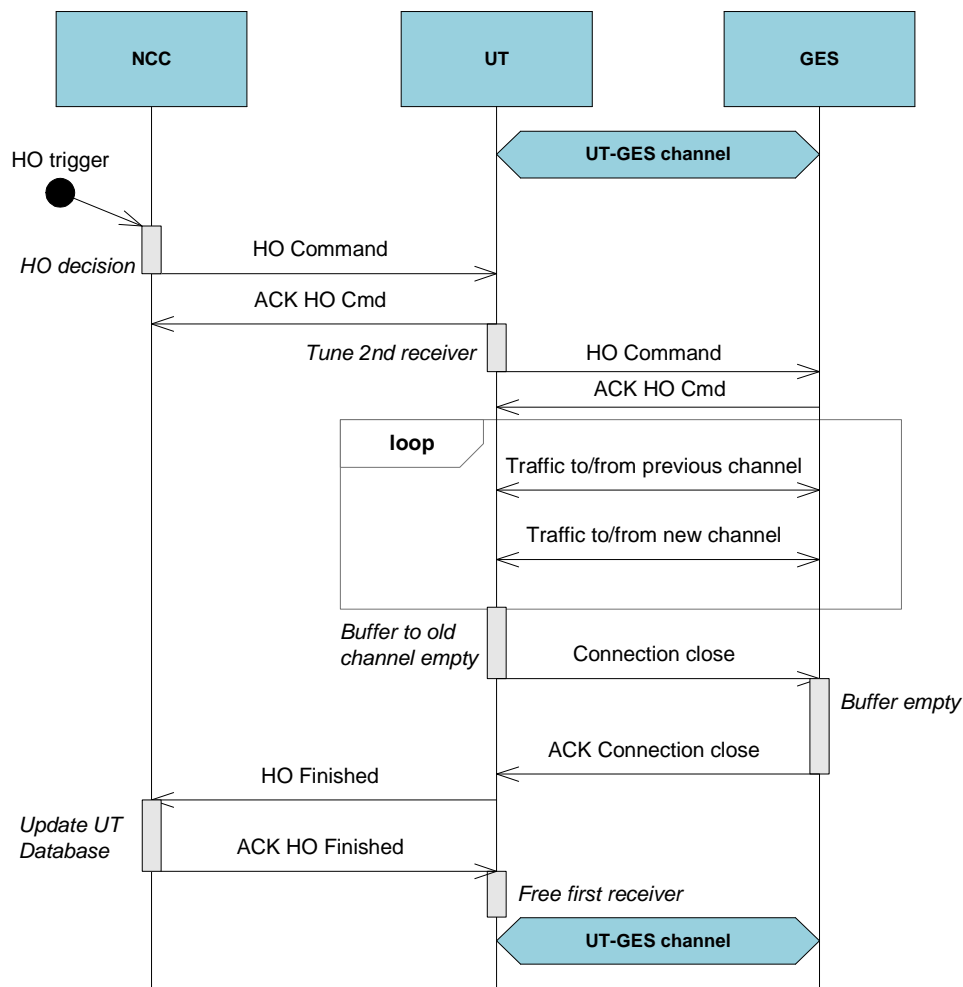 NCC
UT
GES
UT-GES channel
HO trigger
HO decision
HO Command
ACK HO Cmd
Tune 2nd receiver
HO Command
ACK HO Cmd
loop
Traffic to/from previous channel
Traffic to/from new channel
Buffer to old
channel empty
Connection close
Buffer empty
ACK Connection close
HO Finished
Update UT
Database
ACK HO Finished
Free first receiver
UT-GES channel